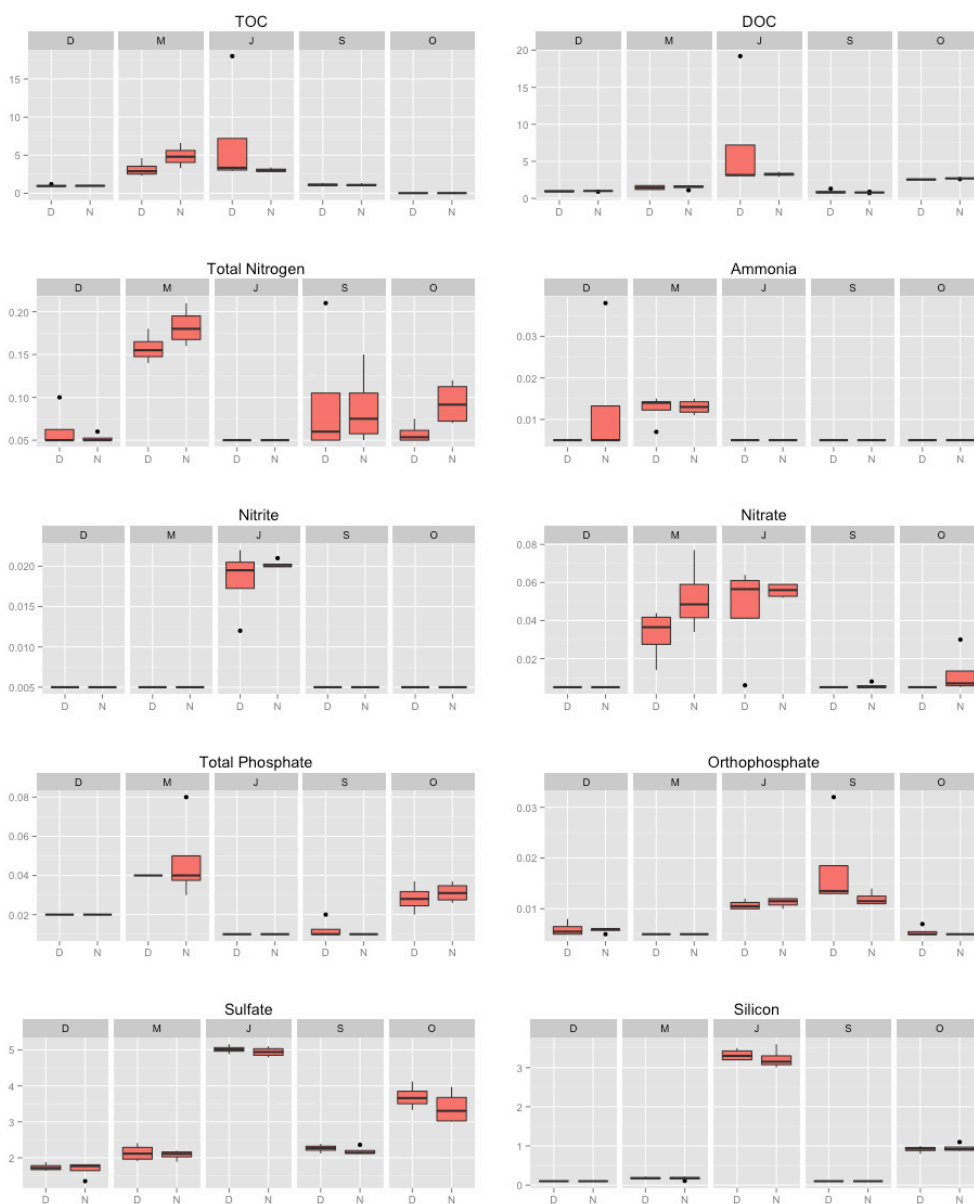 TOC
D M J S O
15
10
5
0
D N D N D N D N D N
DOC
D M J S O
20
15
10
5
0
D N D N D N D N D N
Total Nitrogen
D M J S O
0.20
0.15
0.10
0.05
D N D N D N D N D N
Ammonia
D M J S O
0.03
0.02
0.01
D N D N D N D N D N
Nitrite
D M J S O
0.020
0.015
0.010
0.005
D N D N D N D N D N
Nitrate
D M J S O
0.08
0.06
0.04
0.02
D N D N D N D N D N
Total Phosphate
D M J S O
0.08
0.06
0.04
0.02
D N D N D N D N D N
Orthophosphate
D M J S O
0.03
0.02
0.01
D N D N D N D N D N
Sulfate
D M J S O
5
4
3
2
D N D N D N D N D N
Silicon
D M J S O
3
2
1
0
D N D N D N D N D N